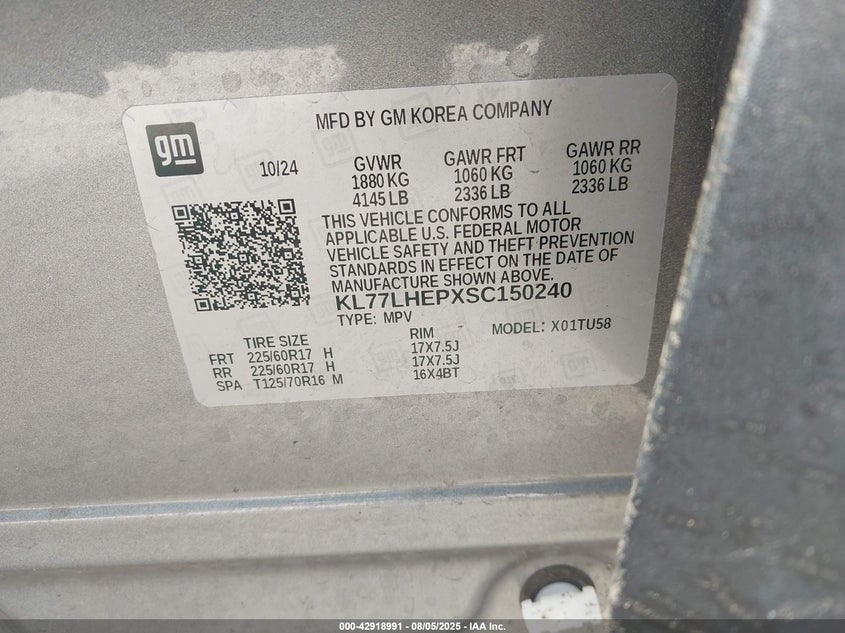 MFD BY GM KOREA COMPANY
gm
10/24
GVWR GAWR FRT GAWR RR
1880 KG 1060 KG 1060 KG
4145 LB 2336 LB 2336 LB
THIS VEHICLE CONFORMS TO ALL
APPLICABLE U.S. FEDERAL MOTOR
VEHICLE SAFETY AND THEFT PREVENTION
STANDARDS IN EFFECT ON THE DATE OF
MANUFACTURE SHOWN ABOVE.
KL77LHEPXSC150240
TYPE: MPV MODEL: X01TU58
TIRE SIZE RIM
FRT 225/60R17 H 17X7.5J
RR 225/60R17 H 17X7.5J
SPA T125/70R16 M 16X4BT
000-42918991 - 08/05/2025 - IAA Inc.